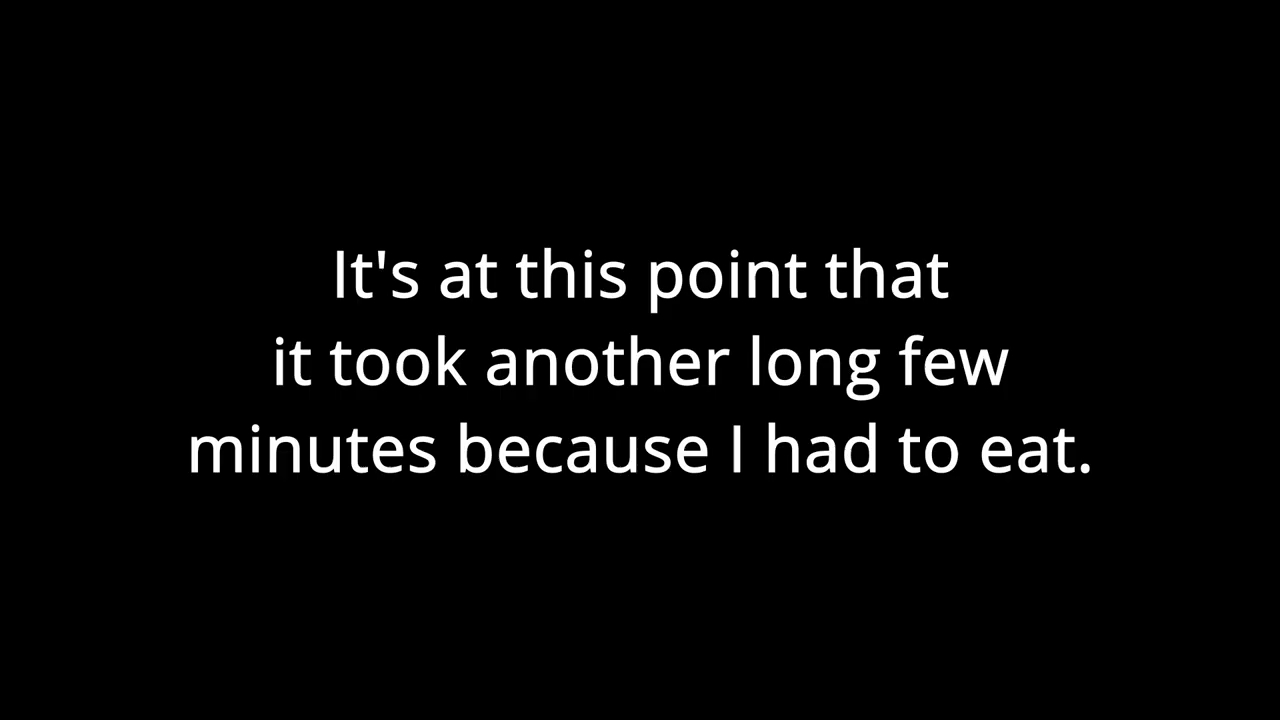 It's at this point that
it took another long few
minutes because I had to eat.